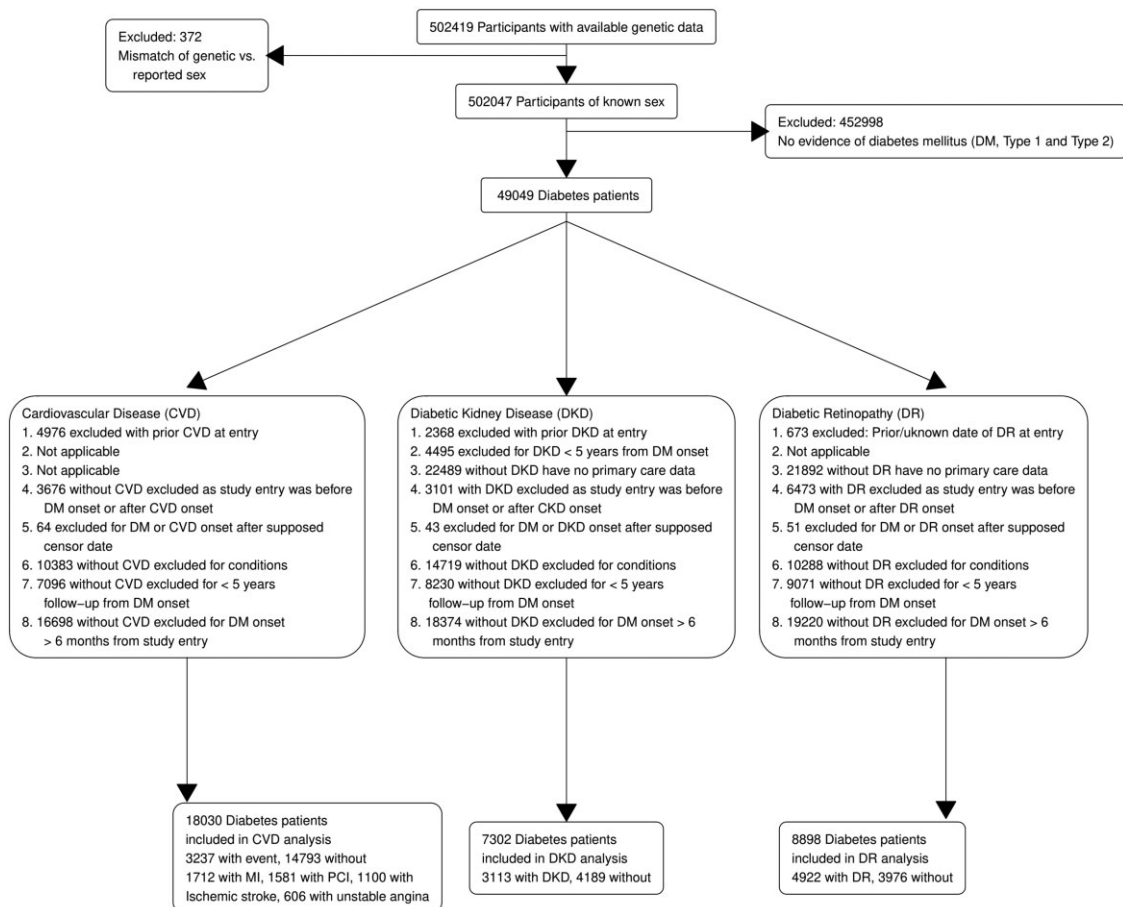 502419 Participants with available genetic data
Excluded: 372
Mismatch of genetic vs.
reported sex
502047 Participants of known sex
Excluded: 452998
No evidence of diabetes mellitus (DM, Type 1 and Type 2)
49049 Diabetes patients
Cardiovascular Disease (CVD)
1. 4976 excluded with prior CVD at entry
2. Not applicable
3. Not applicable
4. 3676 without CVD excluded as study entry was before
DM onset or after CVD onset
5. 64 excluded for DM or CVD onset after supposed
censor date
6. 10383 without CVD excluded for conditions
7. 7096 without CVD excluded for < 5 years
follow−up from DM onset
8. 16698 without CVD excluded for DM onset
> 6 months from study entry
Diabetic Kidney Disease (DKD)
1. 2368 excluded with prior DKD at entry
2. 4495 excluded for DKD < 5 years from DM onset
3. 22489 without DKD have no primary care data
4. 3101 with DKD excluded as study entry was before
DM onset or after CKD onset
5. 43 excluded for DM or DKD onset after supposed
censor date
6. 14719 without DKD excluded for conditions
7. 8230 without DKD excluded for < 5 years
follow−up from DM onset
8. 18374 without DKD excluded for DM onset > 6
months from study entry
Diabetic Retinopathy (DR)
1. 673 excluded: Prior/uknown date of DR at entry
2. Not applicable
3. 21892 without DR have no primary care data
4. 6473 with DR excluded as study entry was before
DM onset or after DR onset
5. 51 excluded for DM or DR onset after supposed
censor date
6. 10288 without DR excluded for conditions
7. 9071 without DR excluded for < 5 years
follow−up from DM onset
8. 19220 without DR excluded for DM onset > 6
months from study entry
18030 Diabetes patients
included in CVD analysis
3237 with event, 14793 without
1712 with MI, 1581 with PCI, 1100 with
Ischemic stroke, 606 with unstable angina
7302 Diabetes patients
included in DKD analysis
3113 with DKD, 4189 without
8898 Diabetes patients
included in DR analysis
4922 with DR, 3976 without